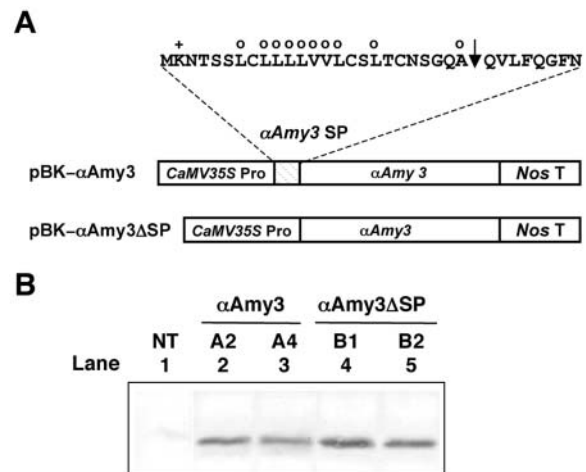 A
+ o o o o o o o o o o
MKNTSSLCLLLLVVLCSLTCNSGQA QVLFQGFN
αAmy3 SP
pBK–αAmy3 CaMV35S Pro αAmy 3 Nos T
pBK–αAmy3ΔSP CaMV35S Pro αAmy3 Nos T
B
αAmy3 αAmy3ΔSP
NT A2 A4 B1 B2
Lane 1 2 3 4 5